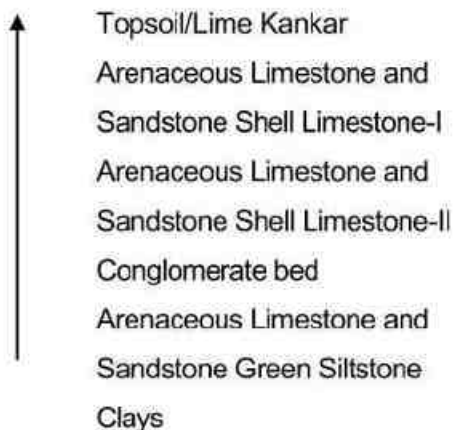 Topsoil/Lime Kankar
Arenaceous Limestone and
Sandstone Shell Limestone-I
Arenaceous Limestone and
Sandstone Shell Limestone-II
Conglomerate bed
Arenaceous Limestone and
Sandstone Green Siltstone
Clays